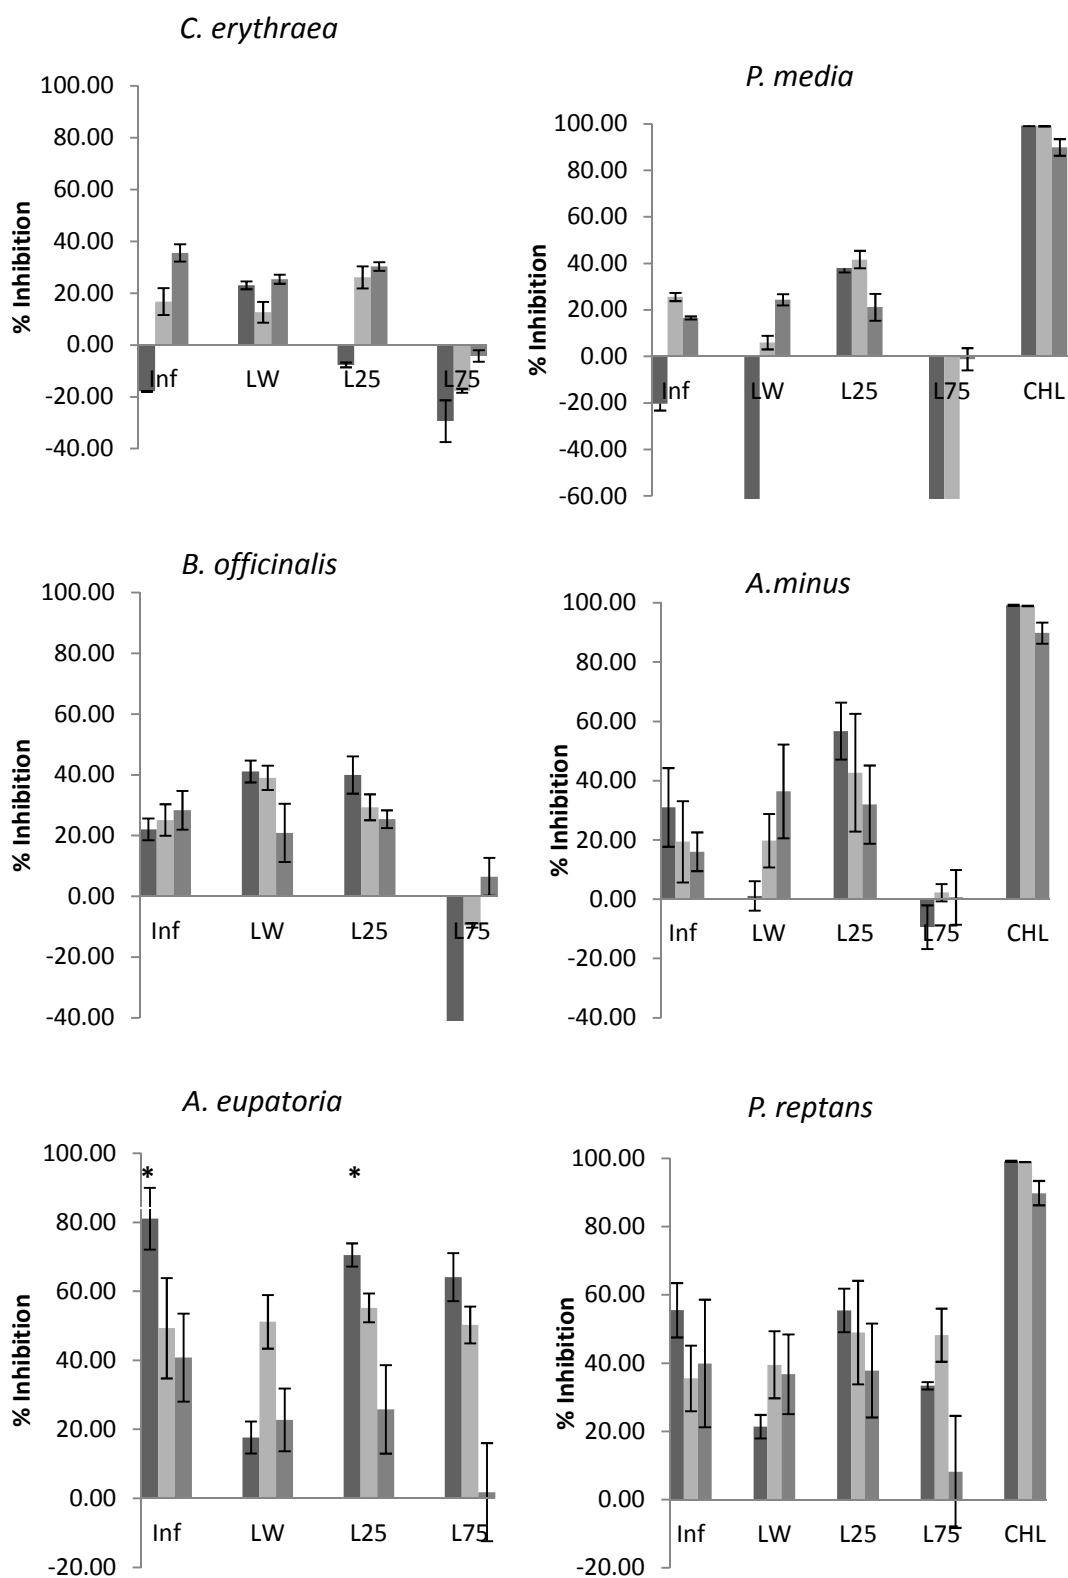 C. erythraea
% Inhibition
100.00
80.00
60.00
40.00
20.00
0.00
-20.00
-40.00
Inf LW L25 L75
P. media
% Inhibition
100.00
80.00
60.00
40.00
20.00
0.00
-20.00
-40.00
-60.00
Inf LW L25 L75 CHL
B. officinalis
% Inhibition
100.00
80.00
60.00
40.00
20.00
0.00
-20.00
-40.00
Inf LW L25 L75
A.minus
% Inhibition
100.00
80.00
60.00
40.00
20.00
0.00
-20.00
-40.00
Inf LW L25 L75 CHL
A. eupatoria
% Inhibition
100.00
80.00
60.00
40.00
20.00
0.00
-20.00
* *
Inf LW L25 L75
P. reptans
% Inhibition
100.00
80.00
60.00
40.00
20.00
0.00
-20.00
Inf LW L25 L75 CHL